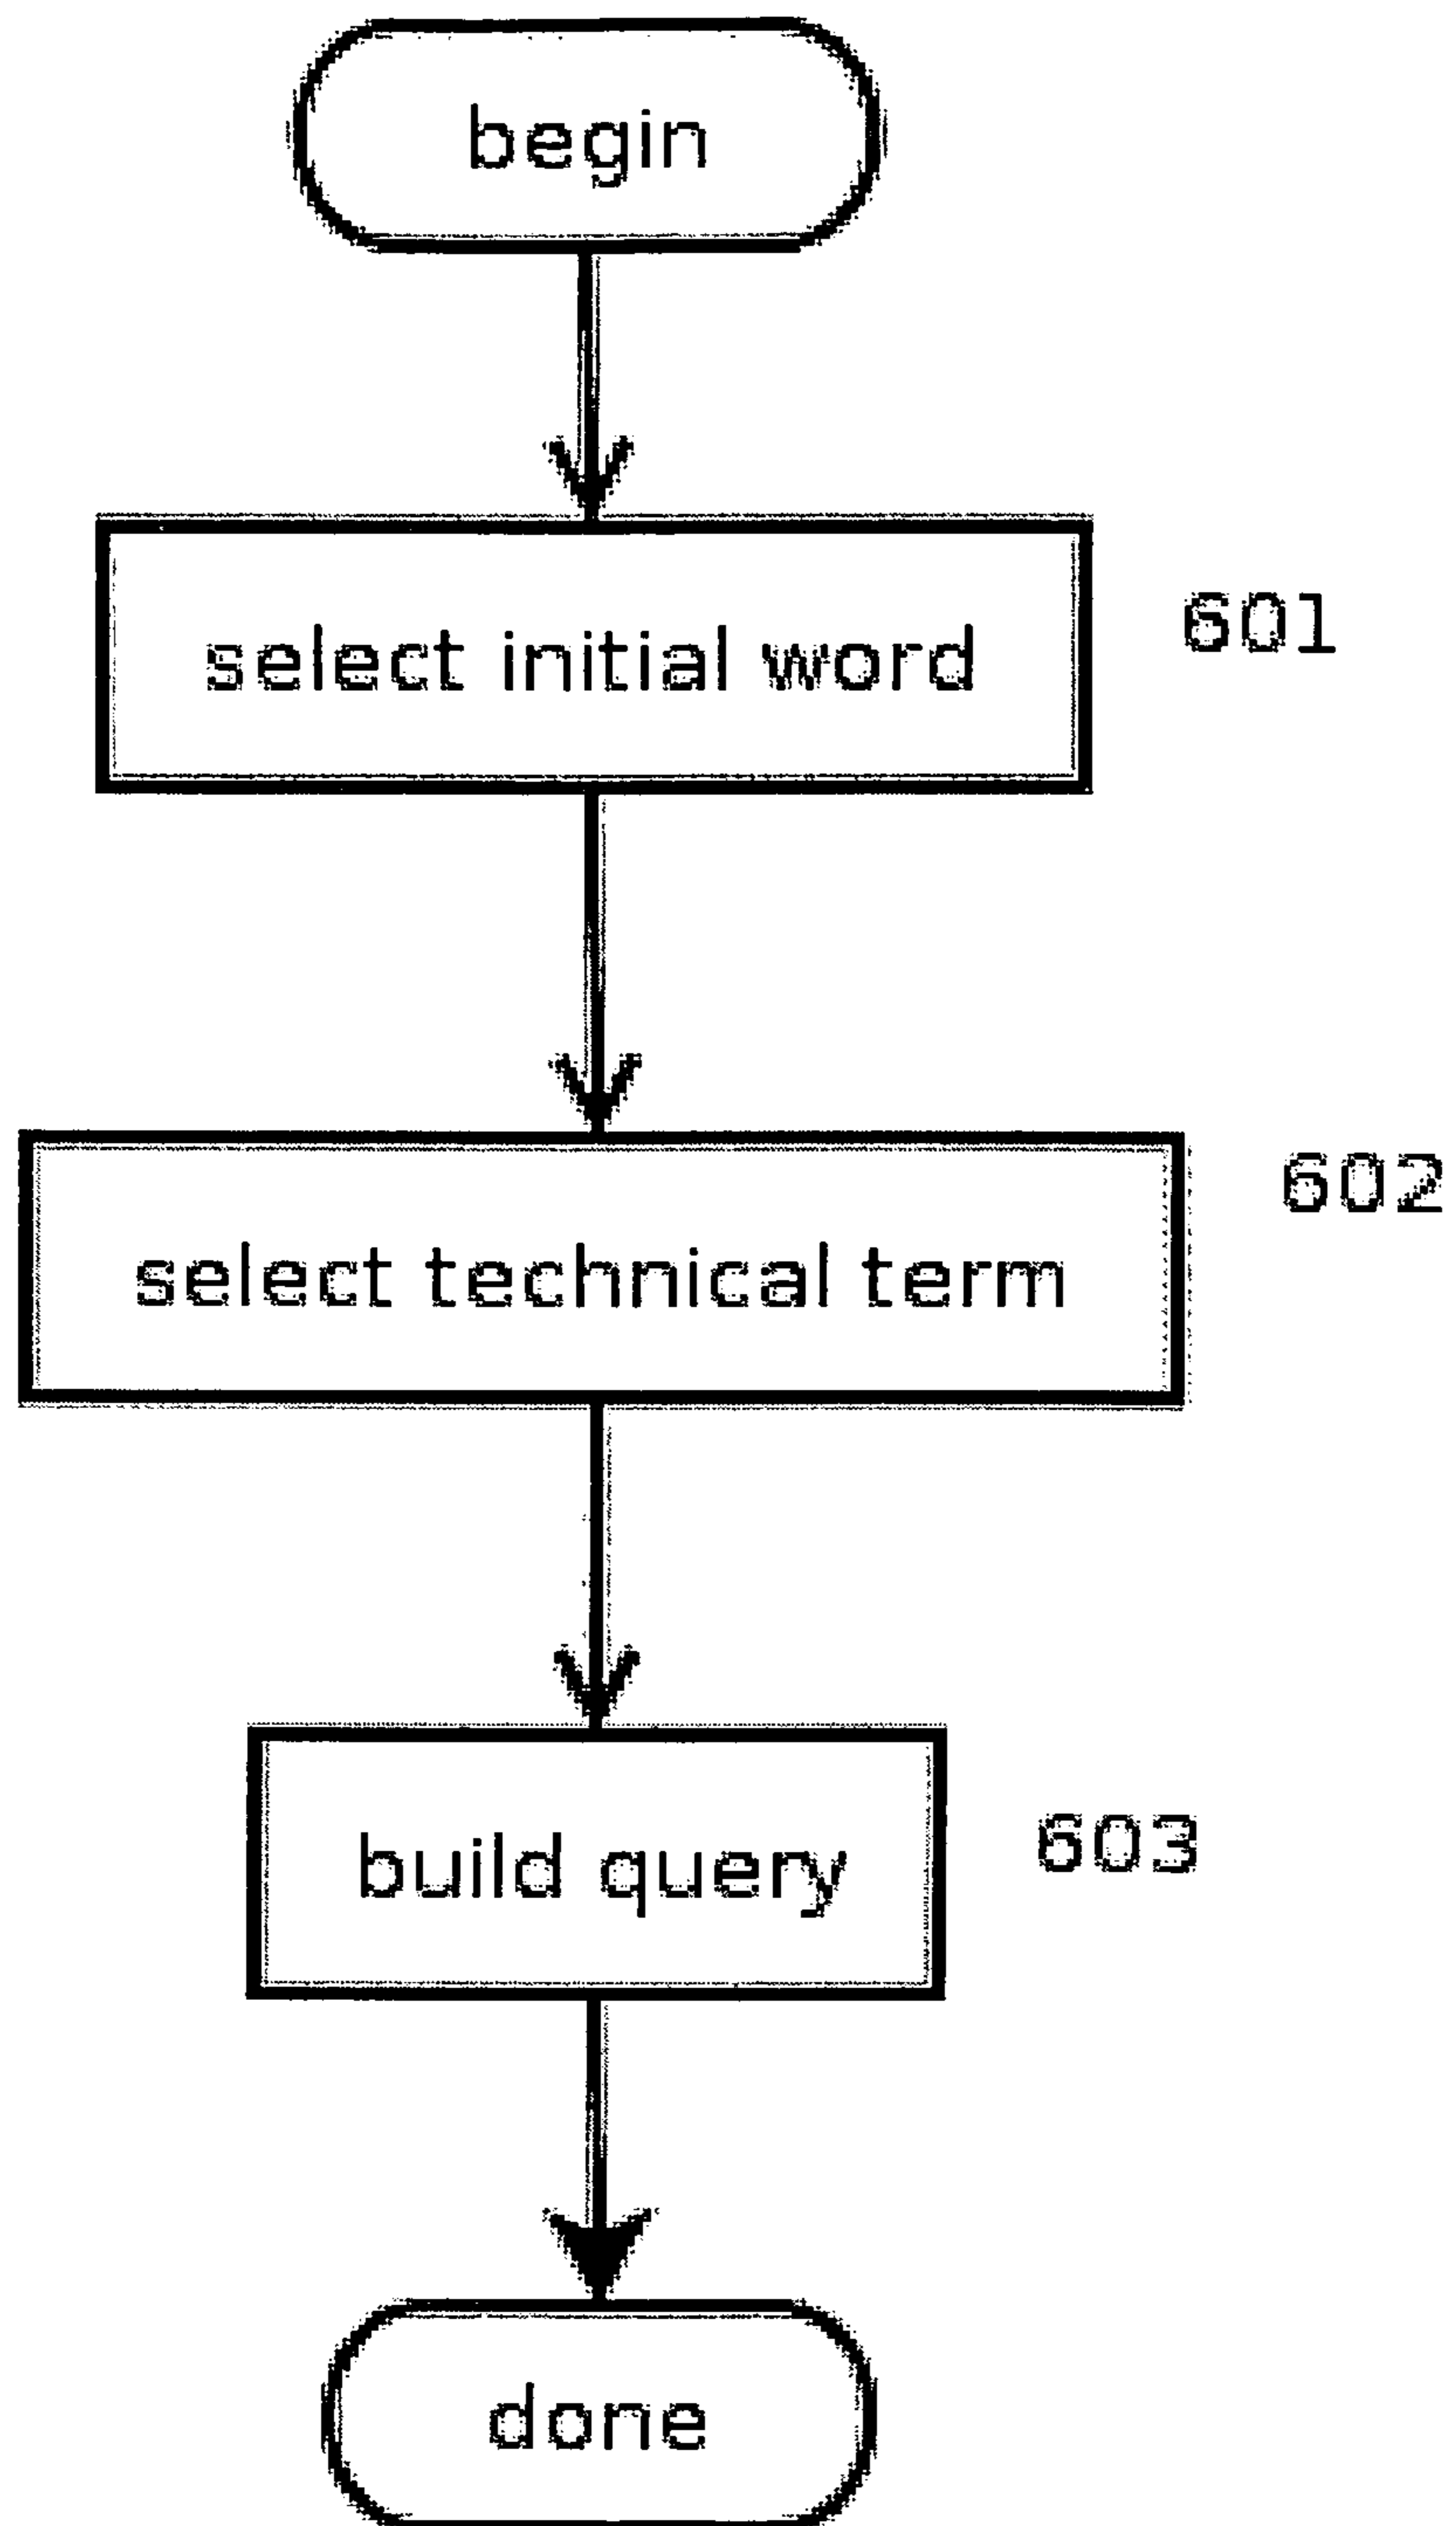 begin
select initial word
601
select technical term
602
build query
603
done